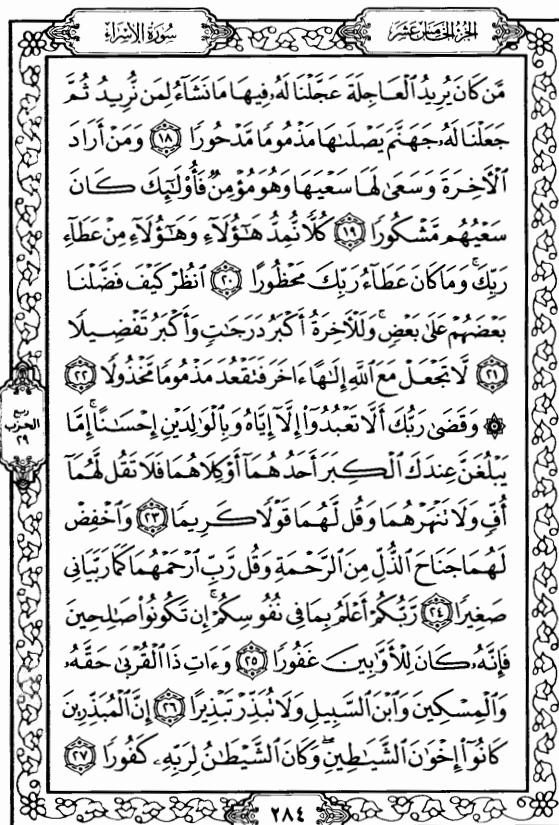 الجزء الخامس عشر
سورة الإسراء
مَّن كَانَ يُرِيدُ ٱلْعَاجِلَةَ عَجَّلْنَا لَهُۥ فِيهَا مَا نَشَآءُ لِمَن نُّرِيدُ ثُمَّ
جَعَلْنَا لَهُۥ جَهَنَّمَ يَصْلَىٰهَا مَذْمُومًا مَّدْحُورًا ١٨ وَمَنْ أَرَادَ
ٱلْـَٔاخِرَةَ وَسَعَىٰ لَهَا سَعْيَهَا وَهُوَ مُؤْمِنٌ فَأُو۟لَـٰٓئِكَ كَانَ
سَعْيُهُم مَّشْكُورًا ١٩ كُلًّا نُّمِدُّ هَـٰٓؤُلَآءِ وَهَـٰٓؤُلَآءِ مِنْ عَطَآءِ
رَبِّكَ ۚ وَمَا كَانَ عَطَآءُ رَبِّكَ مَحْظُورًا ٢٠ ٱنظُرْ كَيْفَ فَضَّلْنَا
بَعْضَهُمْ عَلَىٰ بَعْضٍ ۚ وَلَلْـَٔاخِرَةُ أَكْبَرُ دَرَجَـٰتٍ وَأَكْبَرُ تَفْضِيلًا
٢١ لَّا تَجْعَلْ مَعَ ٱللَّهِ إِلَـٰهًا ءَاخَرَ فَتَقْعُدَ مَذْمُومًا مَّخْذُولًا ٢٢
۞ وَقَضَىٰ رَبُّكَ أَلَّا تَعْبُدُوٓا۟ إِلَّآ إِيَّاهُ وَبِٱلْوَٰلِدَيْنِ إِحْسَـٰنًا ۚ إِمَّا
يَبْلُغَنَّ عِندَكَ ٱلْكِبَرَ أَحَدُهُمَآ أَوْ كِلَاهُمَا فَلَا تَقُل لَّهُمَآ
أُفٍّ وَلَا تَنْهَرْهُمَا وَقُل لَّهُمَا قَوْلًا كَرِيمًا ٢٣ وَٱخْفِضْ
لَهُمَا جَنَاحَ ٱلذُّلِّ مِنَ ٱلرَّحْمَةِ وَقُل رَّبِّ ٱرْحَمْهُمَا كَمَا رَبَّيَانِى
صَغِيرًا ٢٤ رَّبُّكُمْ أَعْلَمُ بِمَا فِى نُفُوسِكُمْ ۚ إِن تَكُونُوا۟ صَـٰلِحِينَ
فَإِنَّهُۥ كَانَ لِلْأَوَّٰبِينَ غَفُورًا ٢٥ وَءَاتِ ذَا ٱلْقُرْبَىٰ حَقَّهُۥ
وَٱلْمِسْكِينَ وَٱبْنَ ٱلسَّبِيلِ وَلَا تُبَذِّرْ تَبْذِيرًا ٢٦ إِنَّ ٱلْمُبَذِّرِينَ
كَانُوٓا۟ إِخْوَٰنَ ٱلشَّيَـٰطِينِ ۖ وَكَانَ ٱلشَّيْطَـٰنُ لِرَبِّهِۦ كَفُورًا ٢٧
ربع
الحزب
٢٩
٢٨٤